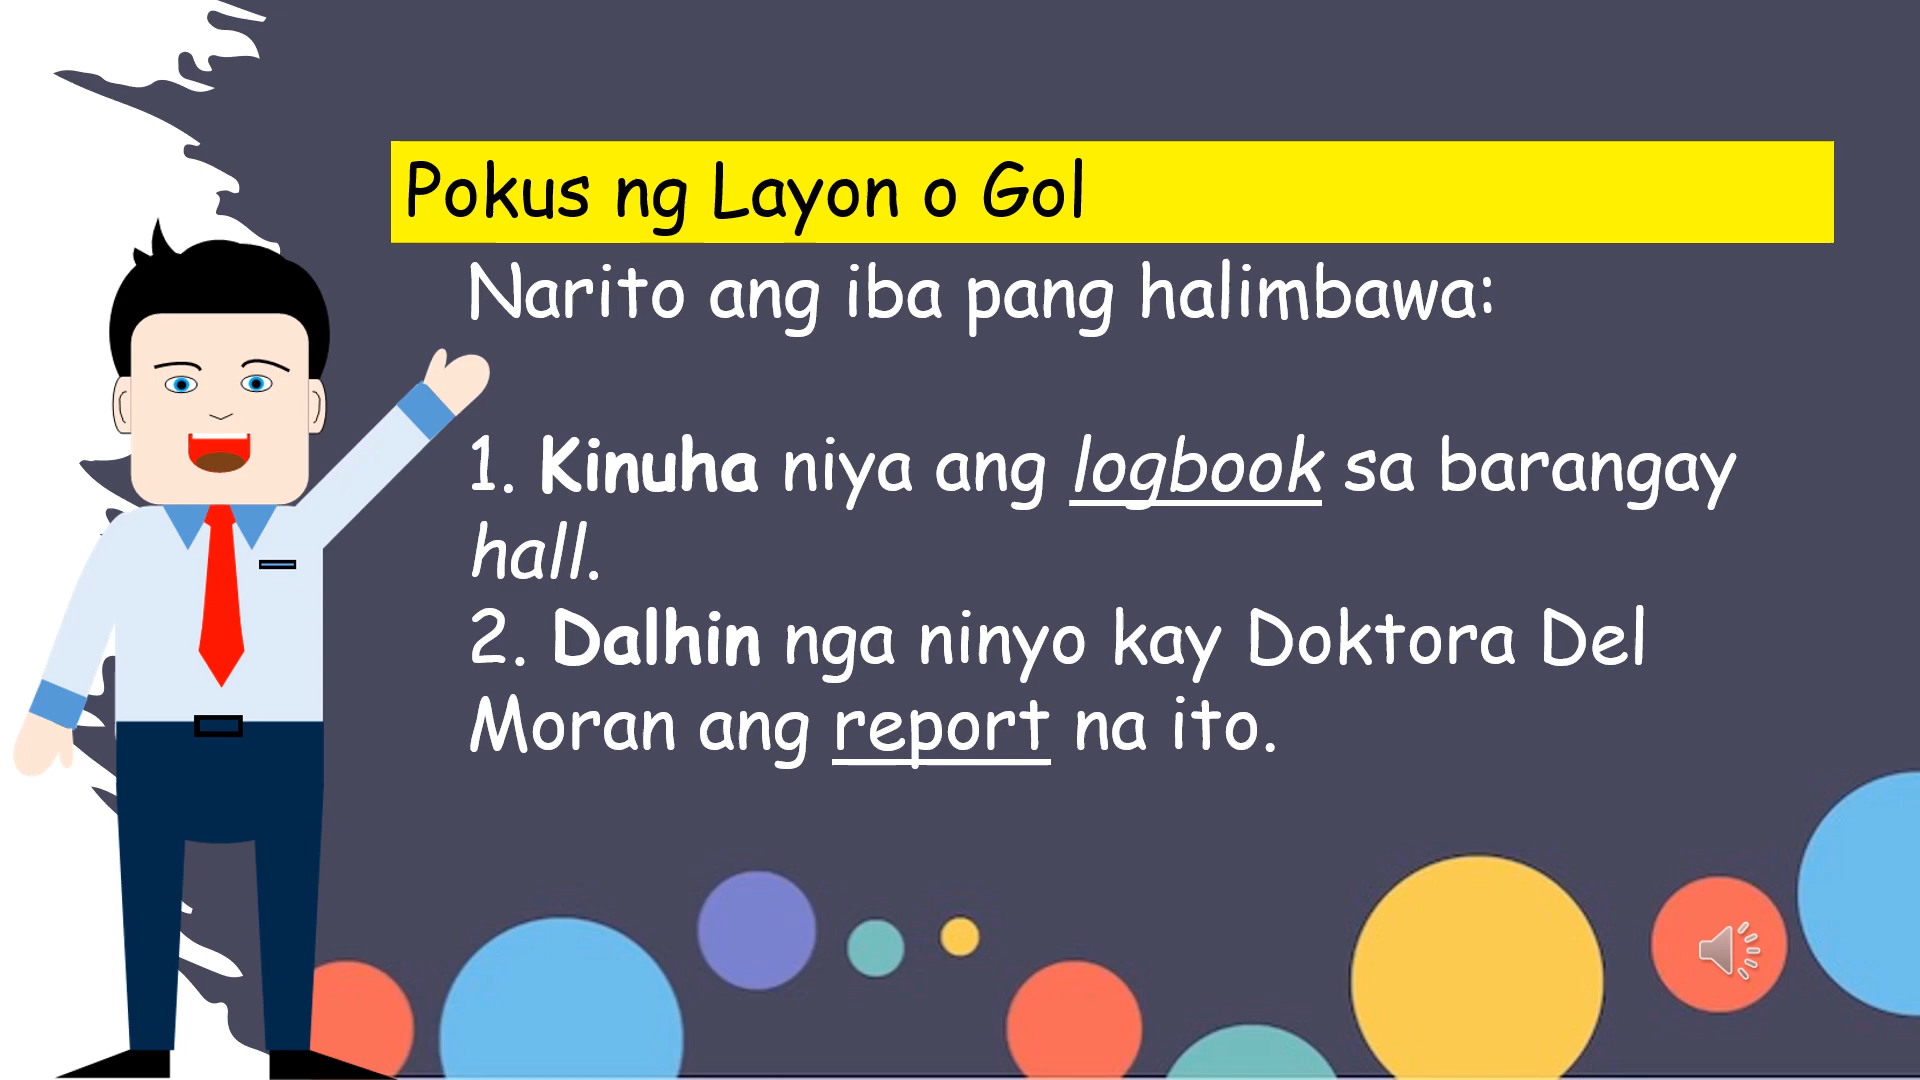 Pokus ng Layon o Gol
Narito ang iba pang halimbawa:
1. Kinuha niya ang logbook sa barangay
hall.
2. Dalhin nga ninyo kay Doktora Del
Moran ang report na ito.